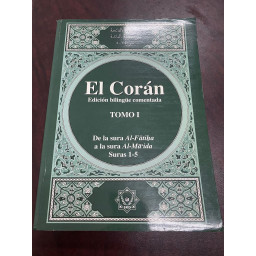 El Corán
Edición bilingüe comentada
TOMO I
De la sura Al-Fātiḥa
a la sura Al-Mā'ida
Suras 1-5